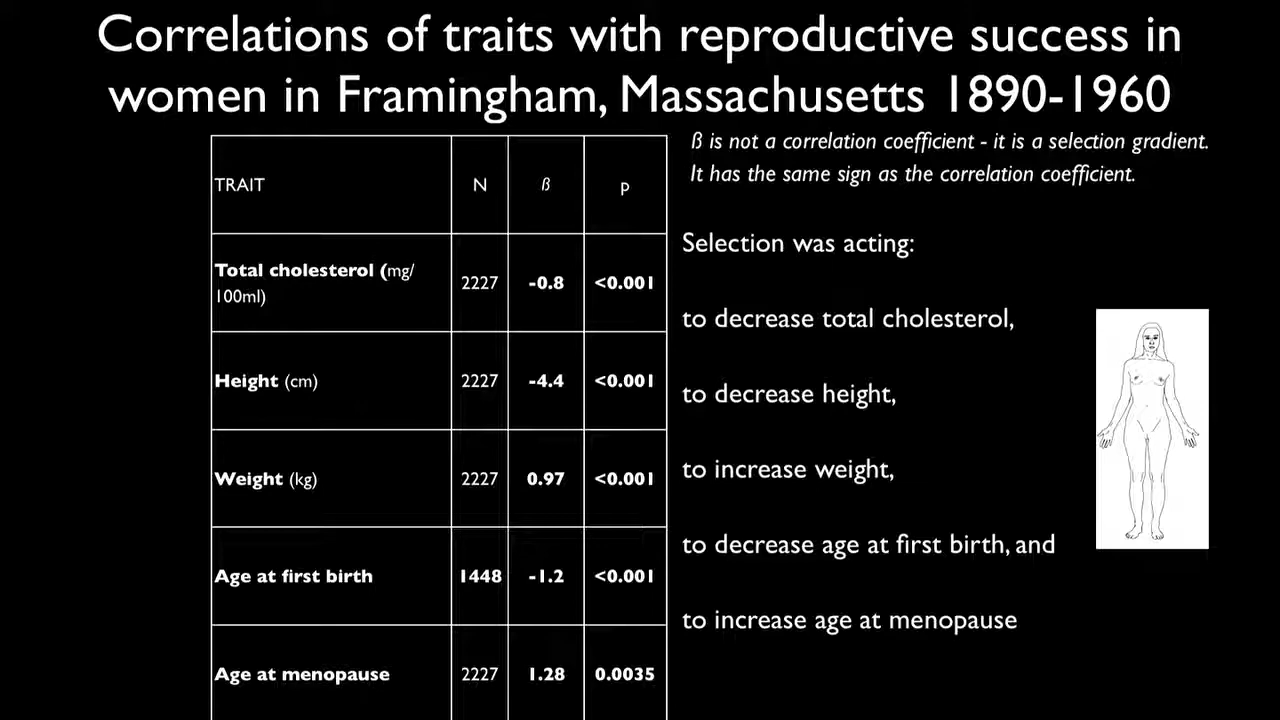 Correlations of traits with reproductive success in
women in Framingham, Massachusetts 1890-1960
ß is not a correlation coefficient - it is a selection gradient.
It has the same sign as the correlation coefficient.
TRAIT N ß p
Total cholesterol (mg/
100ml) 2227 -0.8 <0.001
Height (cm) 2227 -4.4 <0.001
Weight (kg) 2227 0.97 <0.001
Age at first birth 1448 -1.2 <0.001
Age at menopause 2227 1.28 0.0035
Selection was acting:
to decrease total cholesterol,
to decrease height,
to increase weight,
to decrease age at first birth, and
to increase age at menopause